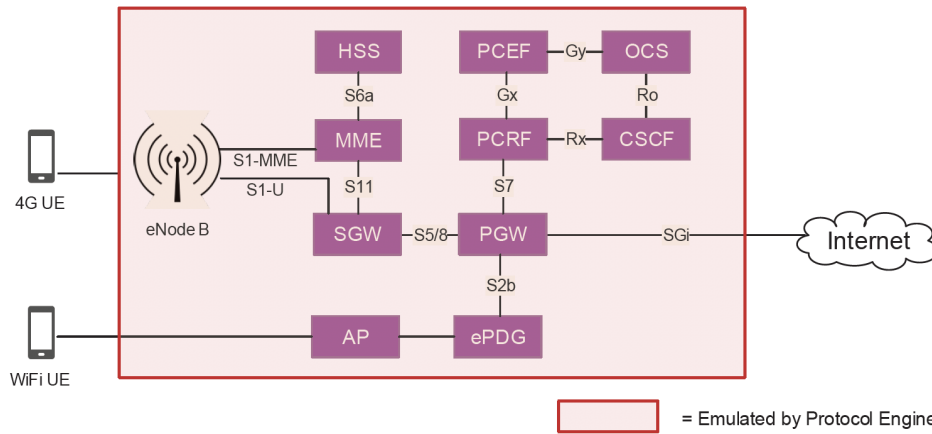 HSS
PCEF
Gy
OCS
S6a
Gx
Ro
MME
PCRF
Rx
CSCF
S1-MME
4G UE
S1-U
S11
S7
eNode B
SGW
S5/8
PGW
SGi
Internet
S2b
AP
ePDG
WiFi UE
= Emulated by Protocol Engine